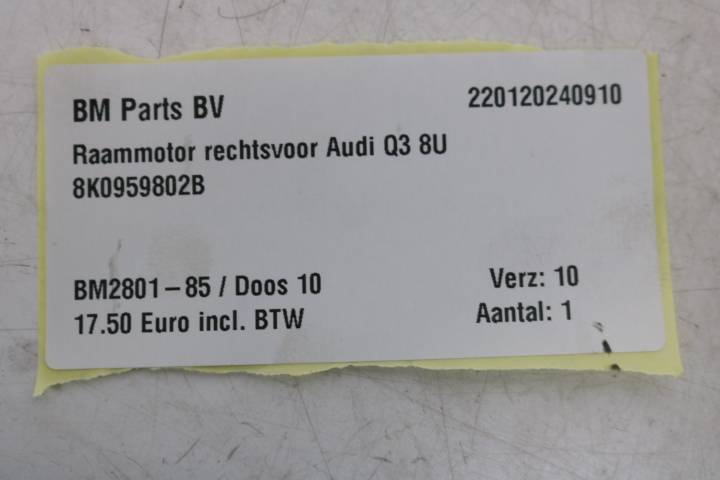 BM Parts BV 220120240910
Raammotor rechtsvoor Audi Q3 8U
8K0959802B
BM2801-85 / Doos 10 Verz: 10
17.50 Euro incl. BTW Aantal: 1